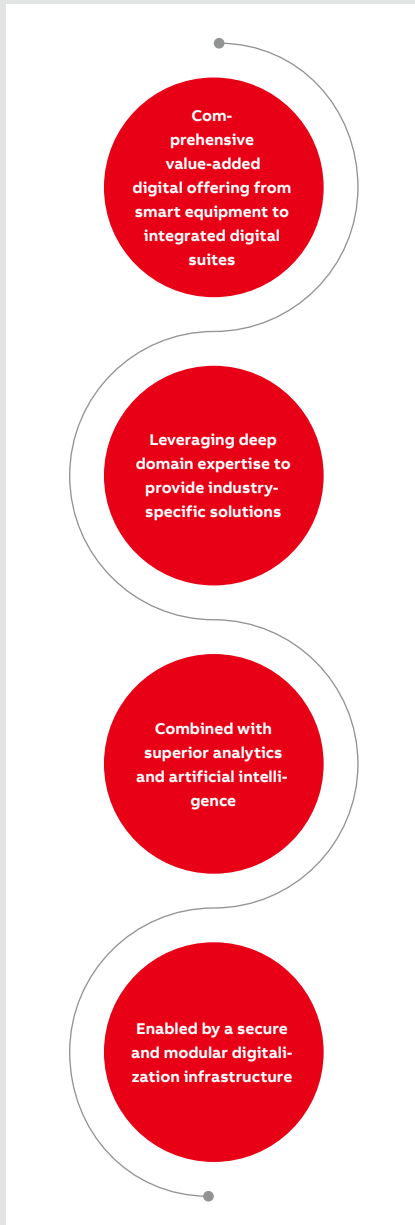 Com-
prehensive
value-added
digital offering from
smart equipment to
integrated digital
suites
Leveraging deep
domain expertise to
provide industry-
specific solutions
Combined with
superior analytics
and artificial intelli-
gence
Enabled by a secure
and modular digitali-
zation infrastructure